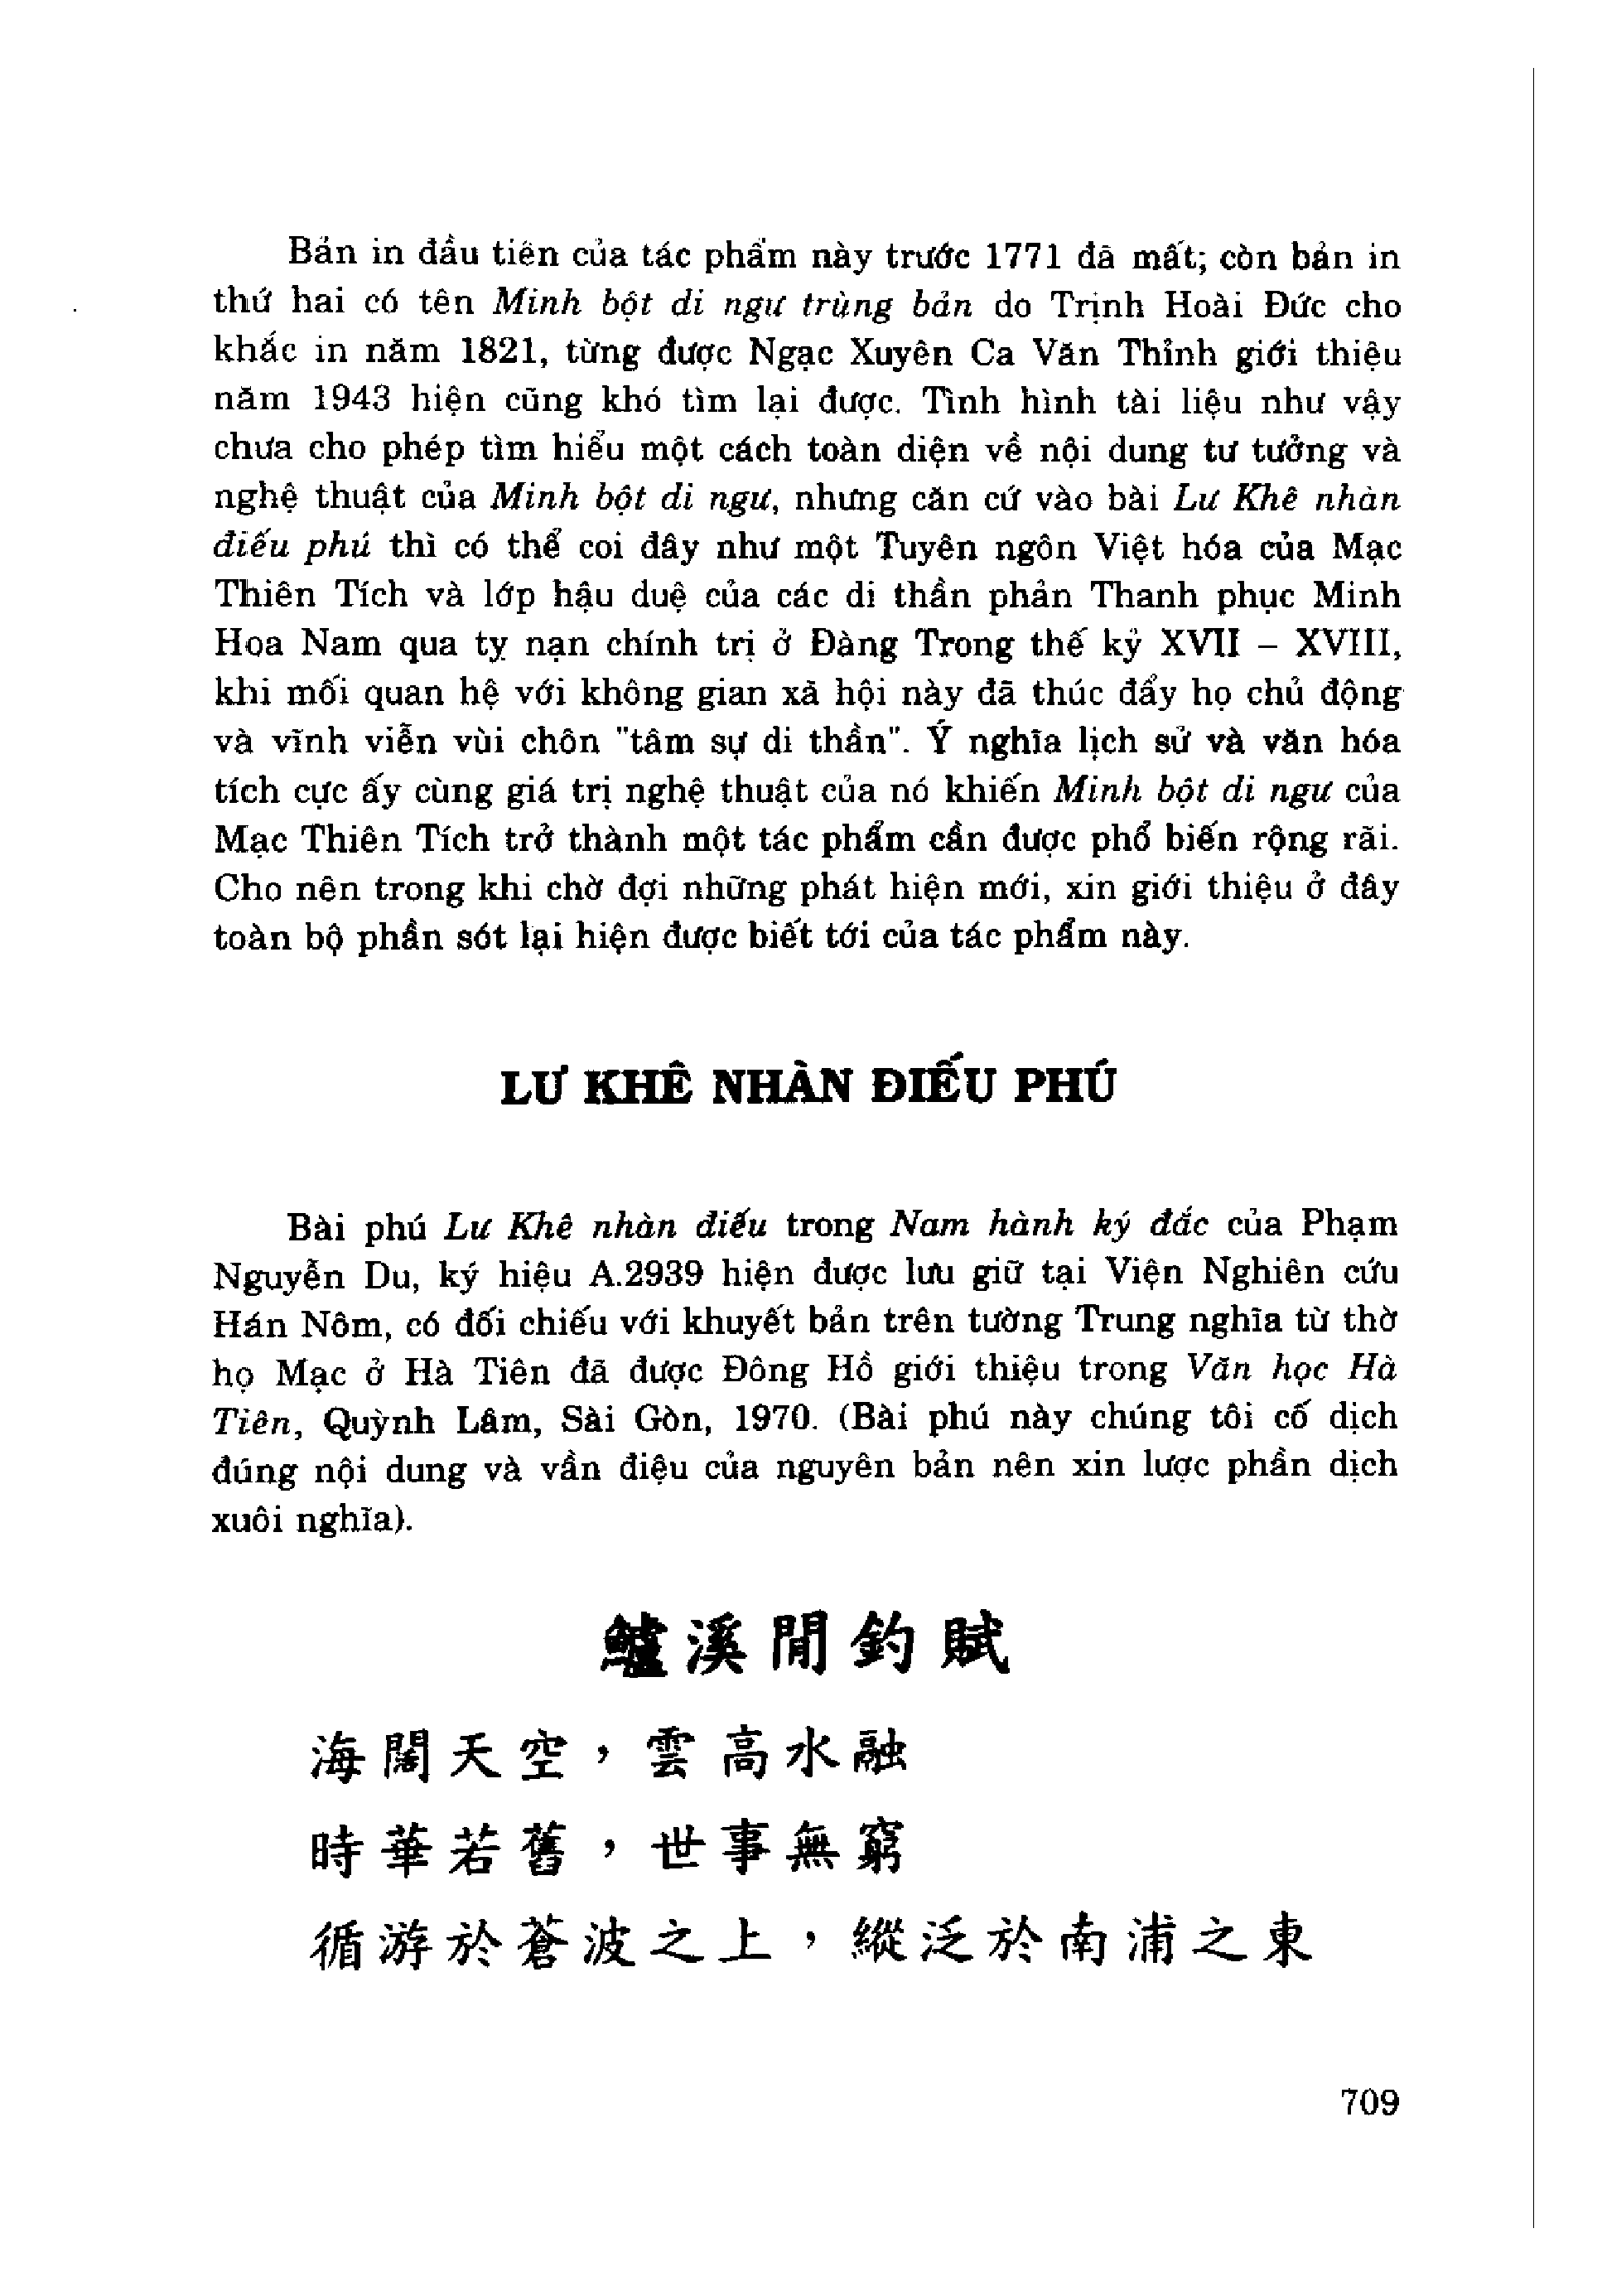 Bản in đầu tiên của tác phẩm này trước 1771 đã mất; còn bản in
thứ hai có tên Minh bột di ngư trùng bản do Trịnh Hoài Đức cho
khắc in năm 1821, từng được Ngạc Xuyên Ca Văn Thỉnh giới thiệu
năm 1943 hiện cũng khó tìm lại được. Tình hình tài liệu như vậy
chưa cho phép tìm hiểu một cách toàn diện về nội dung tư tưởng và
nghệ thuật của Minh bột di ngư, nhưng căn cứ vào bài Lư Khê nhàn
điếu phú thì có thể coi đây như một Tuyên ngôn Việt hóa của Mạc
Thiên Tích và lớp hậu duệ của các di thần phản Thanh phục Minh
Hoa Nam qua tỵ nạn chính trị ở Đàng Trong thế kỷ XVII – XVIII,
khi mối quan hệ với không gian xã hội này đã thúc đẩy họ chủ động
và vĩnh viễn vùi chôn "tâm sự di thần". Ý nghĩa lịch sử và văn hóa
tích cực ấy cùng giá trị nghệ thuật của nó khiến Minh bột di ngư của
Mạc Thiên Tích trở thành một tác phẩm cần được phổ biến rộng rãi.
Cho nên trong khi chờ đợi những phát hiện mới, xin giới thiệu ở đây
toàn bộ phần sót lại hiện được biết tới của tác phẩm này.
LƯ KHÊ NHÀN ĐIẾU PHÚ
Bài phú Lư Khê nhàn điếu trong Nam hành ký đắc của Phạm
Nguyễn Du, ký hiệu A.2939 hiện được lưu giữ tại Viện Nghiên cứu
Hán Nôm, có đối chiếu với khuyết bản trên tường Trung nghĩa từ thờ
họ Mạc ở Hà Tiên đã được Đông Hồ giới thiệu trong Văn học Hà
Tiên, Quỳnh Lâm, Sài Gòn, 1970. (Bài phú này chúng tôi cố dịch
đúng nội dung và vần điệu của nguyên bản nên xin lược phần dịch
xuôi nghĩa).
鱸溪閒釣賦
海闊天空，雲高水融
時華若舊，世事無窮
循游於蒼波之上，縱泛於南浦之東
709